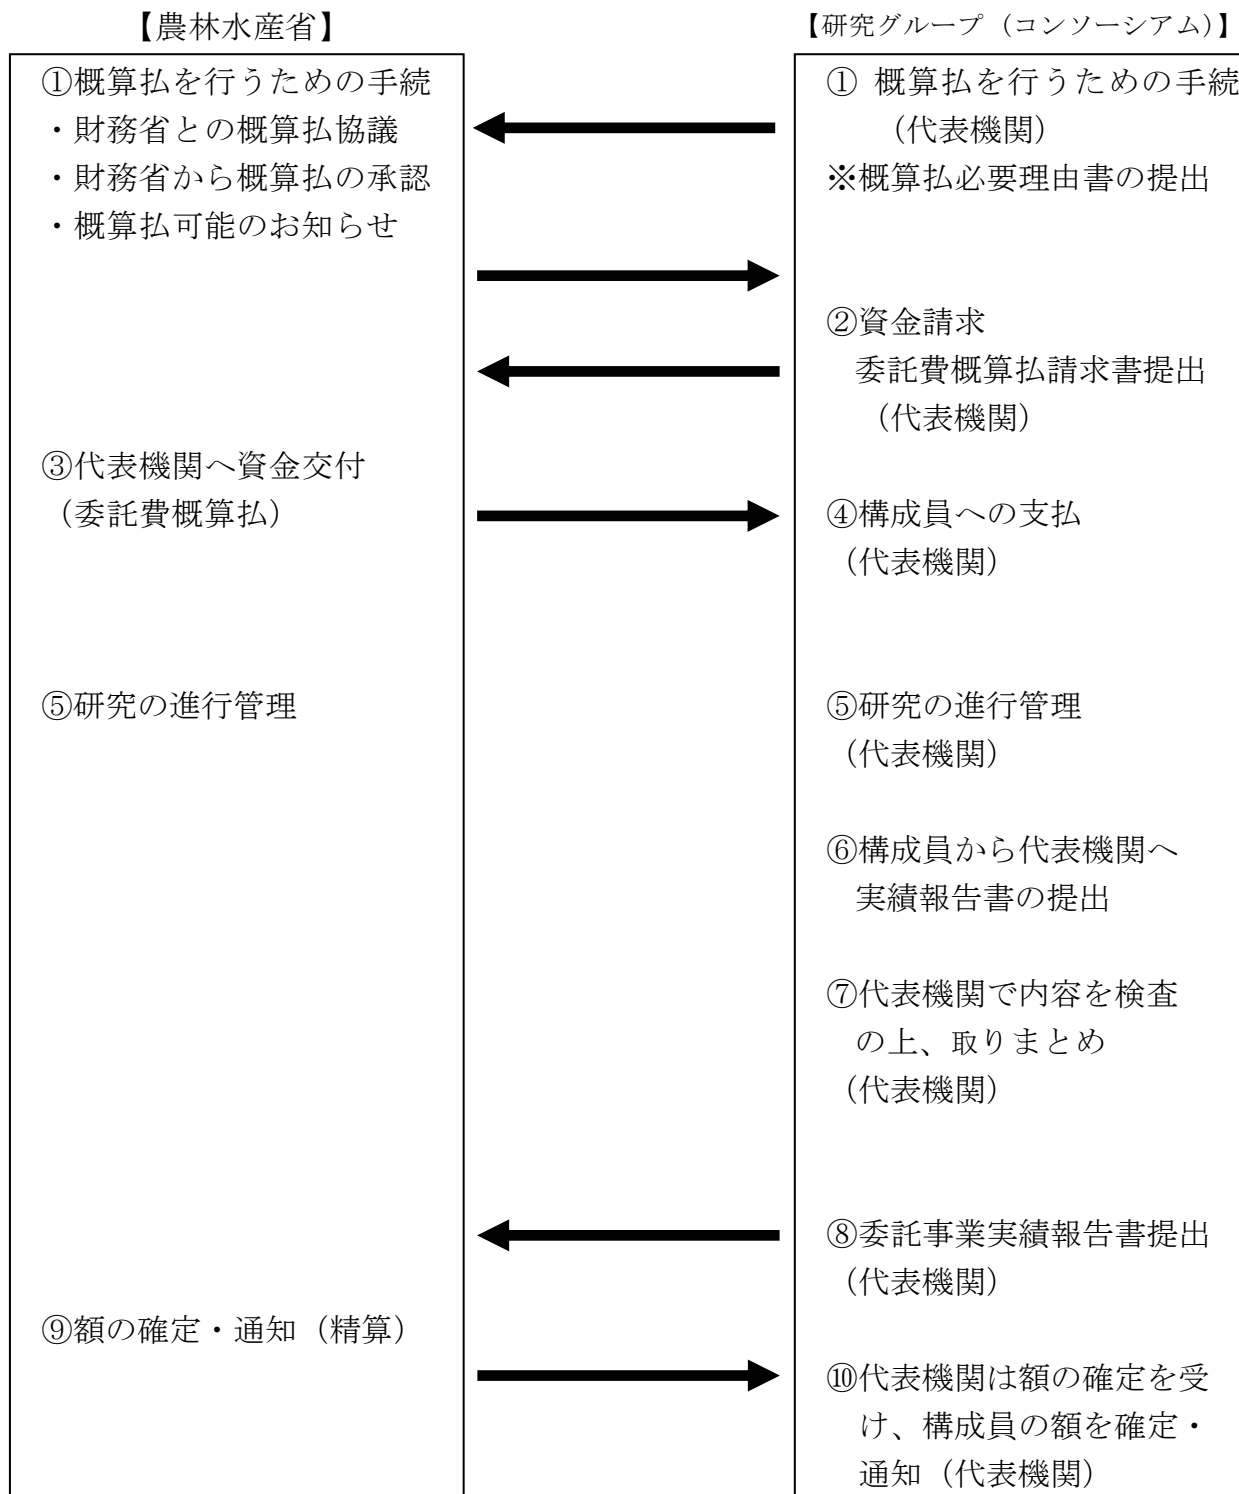 【農林水産省】
【研究グループ（コンソーシアム）】
①概算払を行うための手続
・財務省との概算払協議
・財務省から概算払の承認
・概算払可能のお知らせ
① 概算払を行うための手続
（代表機関）
※概算払必要理由書の提出
②資金請求
委託費概算払請求書提出
（代表機関）
③代表機関へ資金交付
（委託費概算払）
④構成員への支払
（代表機関）
⑤研究の進行管理
⑤研究の進行管理
（代表機関）
⑥構成員から代表機関へ
実績報告書の提出
⑦代表機関で内容を検査
の上、取りまとめ
（代表機関）
⑧委託事業実績報告書提出
（代表機関）
⑨額の確定・通知（精算）
⑩代表機関は額の確定を受
け、構成員の額を確定・
通知（代表機関）